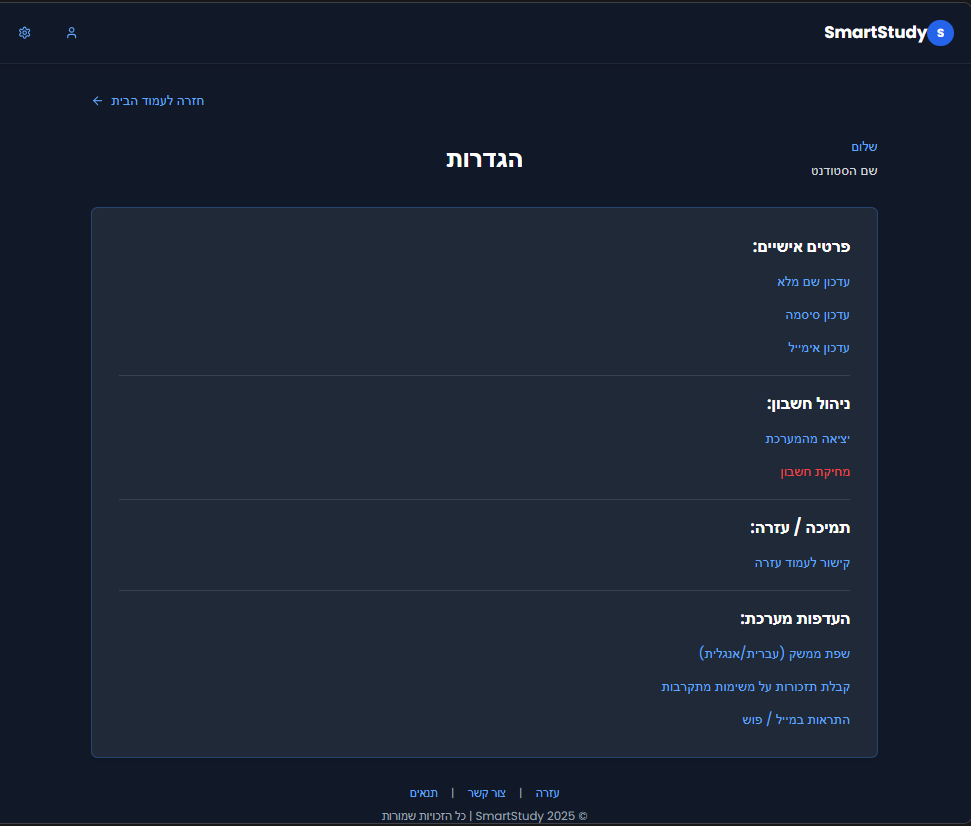 SmartStudy S
חזרה לעמוד הבית
שלום
הגדרות
שם הסטודנט
פרטים אישיים:
עדכון שם מלא
עדכון סיסמה
עדכון אימייל
ניהול חשבון:
יציאה מהמערכת
מחיקת חשבון
תמיכה / עזרה:
קישור לעמוד עזרה
העדפות מערכת:
שפת ממשק (עברית/אנגלית)
קבלת תזכורות על משימות מתקרבות
התראות במייל / פוש
עזרה | צור קשר | תנאים
© 2025 SmartStudy | כל הזכויות שמורות